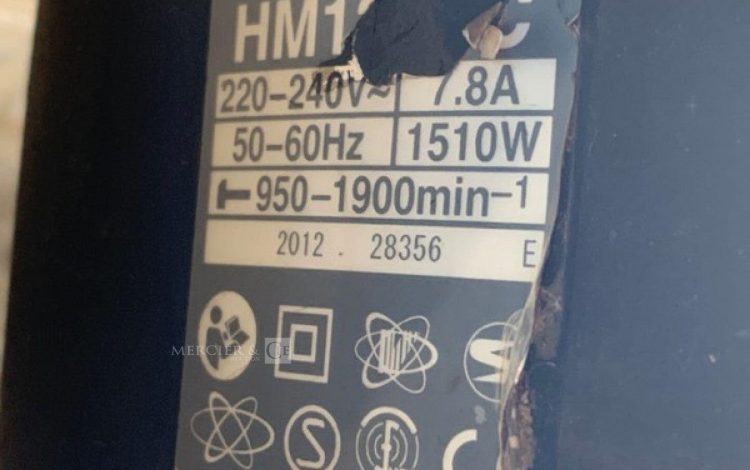 HM1 C
220-240V~ 7.8A
50-60Hz 1510W
950-1900min-1
2012 . 28356 E
MERCIER & Cie
S
C